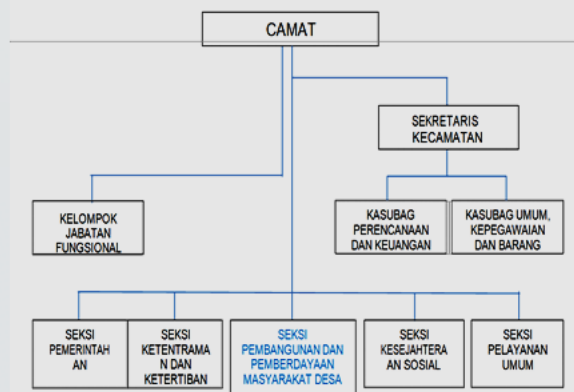 CAMAT
SEKRETARIS
KECAMATAN
KELOMPOK
JABATAN
FUNGSIONAL
KASUBAG
PERENCANAAN
DAN KEUANGAN
KASUBAG UMUM,
KEPEGAWAIAN
DAN BARANG
SEKSI
PEMERINTAH
AN
SEKSI
KETENTRAMA
N DAN
KETERTIBAN
SEKSI
PEMBANGUNAN DAN
PEMBERDAYAAN
MASYARAKAT DESA
SEKSI
KESEJAHTERA
AN SOSIAL
SEKSI
PELAYANAN
UMUM